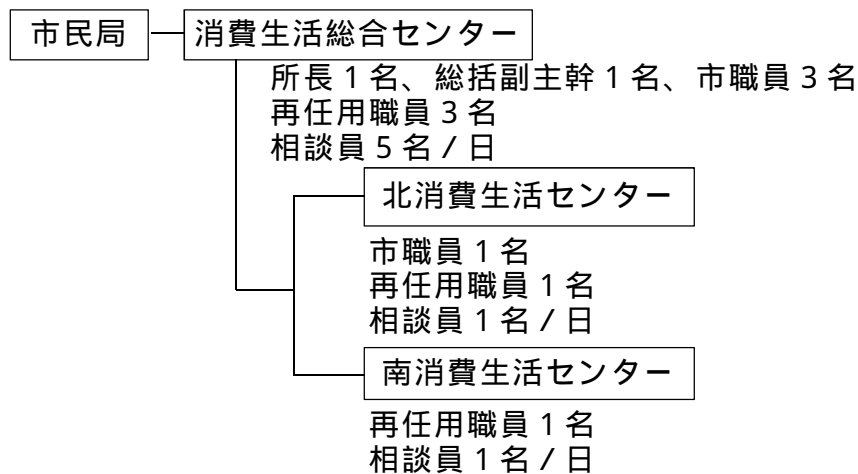 市民局
消費生活総合センター
所長１名、総括副主幹１名、市職員３名
再任用職員３名
相談員５名／日
北消費生活センター
市職員１名
再任用職員１名
相談員１名／日
南消費生活センター
再任用職員１名
相談員１名／日